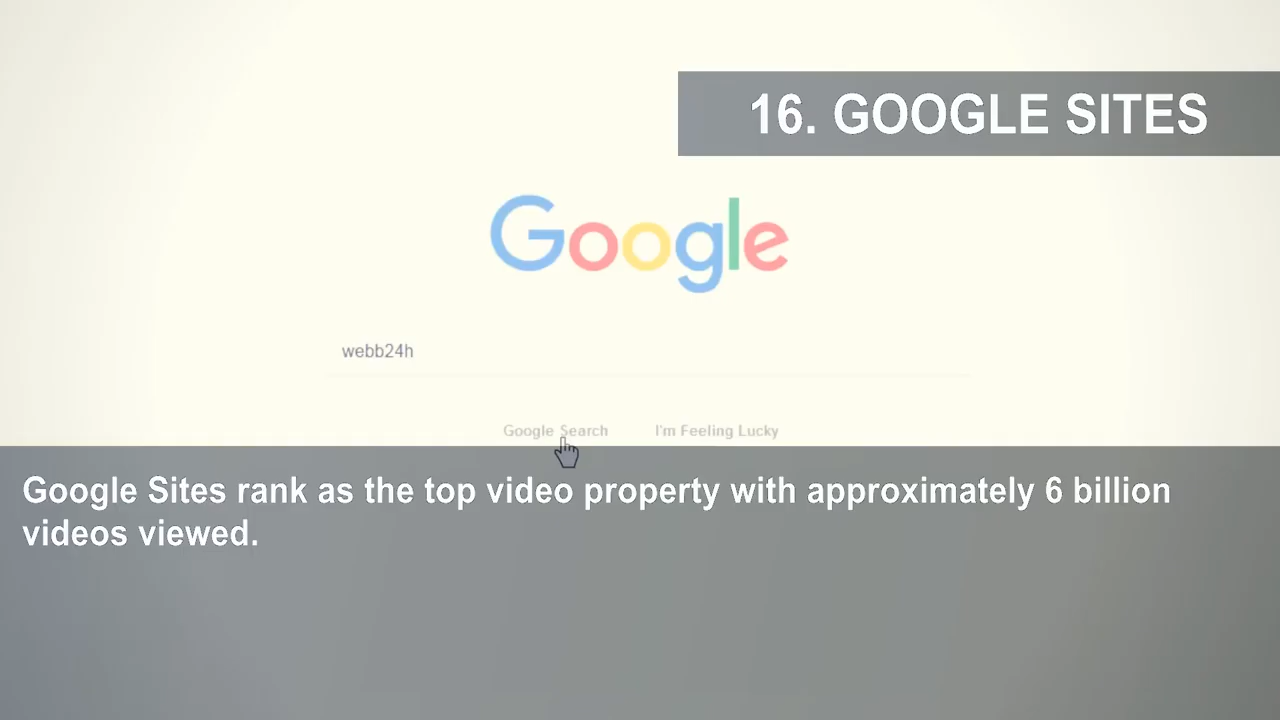 16. GOOGLE SITES
Google
webb24h
Google Search
I'm Feeling Lucky
Google Sites rank as the top video property with approximately 6 billion
videos viewed.